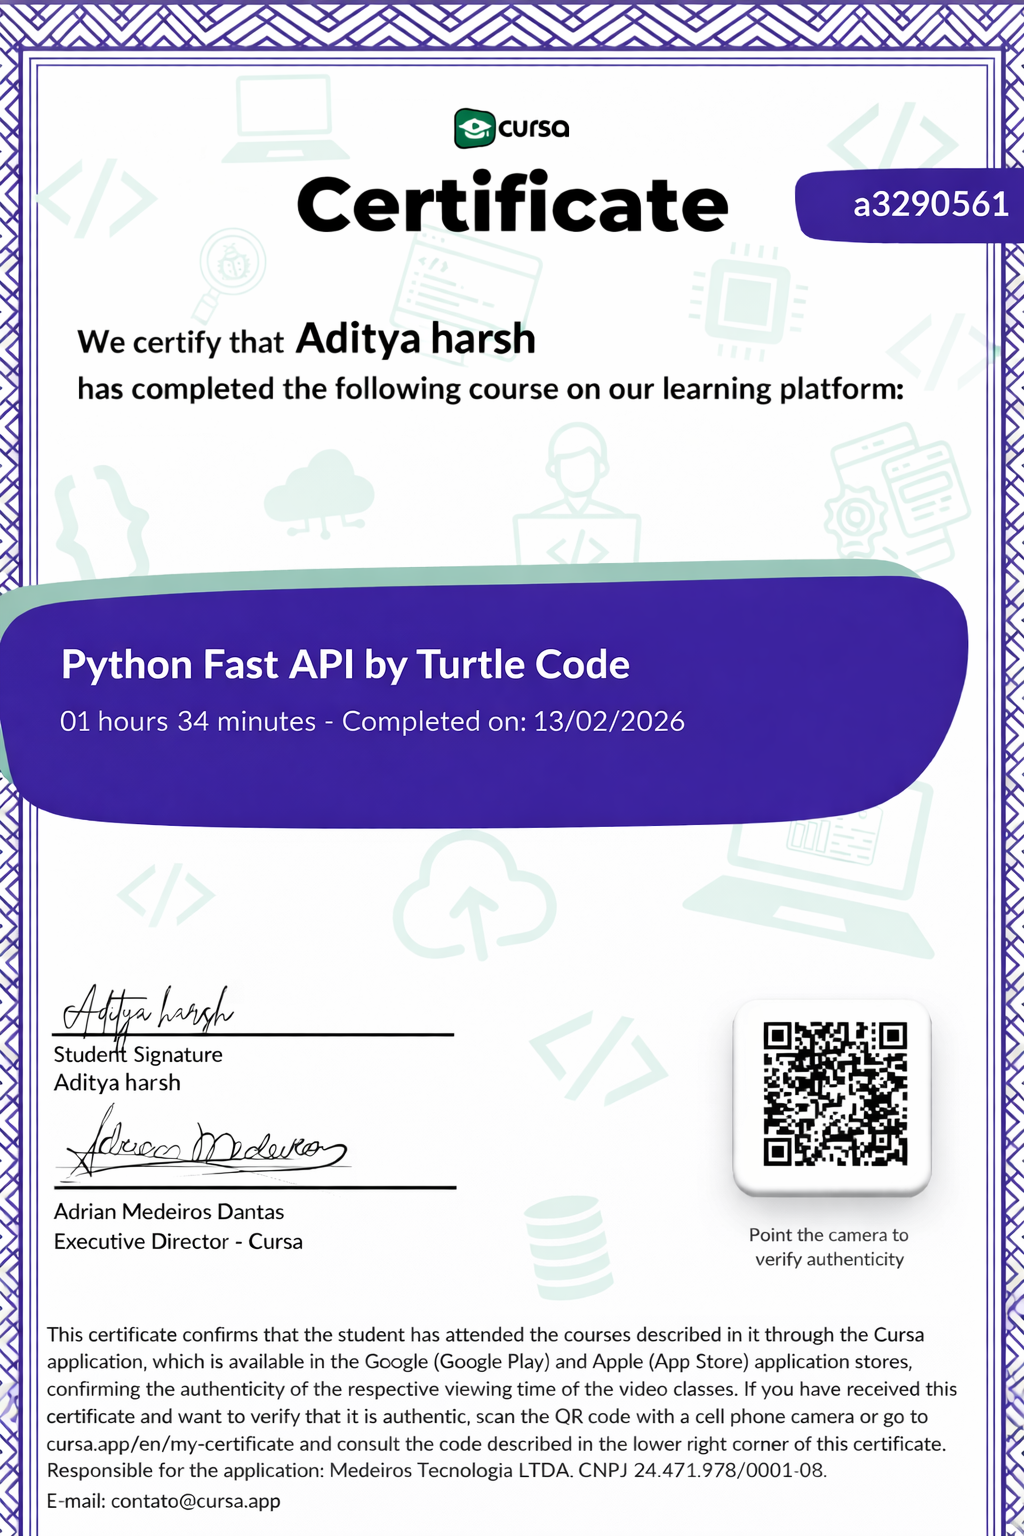 cursa
Certificate
a3290561
We certify that Aditya harsh
has completed the following course on our learning platform:
Python Fast API by Turtle Code
01 hours 34 minutes - Completed on: 13/02/2026
Aditya harsh
Student Signature
Aditya harsh
Adrian Medeiros
Adrian Medeiros Dantas
Executive Director - Cursa
Point the camera to
verify authenticity
This certificate confirms that the student has attended the courses described in it through the Cursa
application, which is available in the Google (Google Play) and Apple (App Store) application stores,
confirming the authenticity of the respective viewing time of the video classes. If you have received this
certificate and want to verify that it is authentic, scan the QR code with a cell phone camera or go to
cursa.app/en/my-certificate and consult the code described in the lower right corner of this certificate.
Responsible for the application: Medeiros Tecnologia LTDA. CNPJ 24.471.978/0001-08.
E-mail: contato@cursa.app